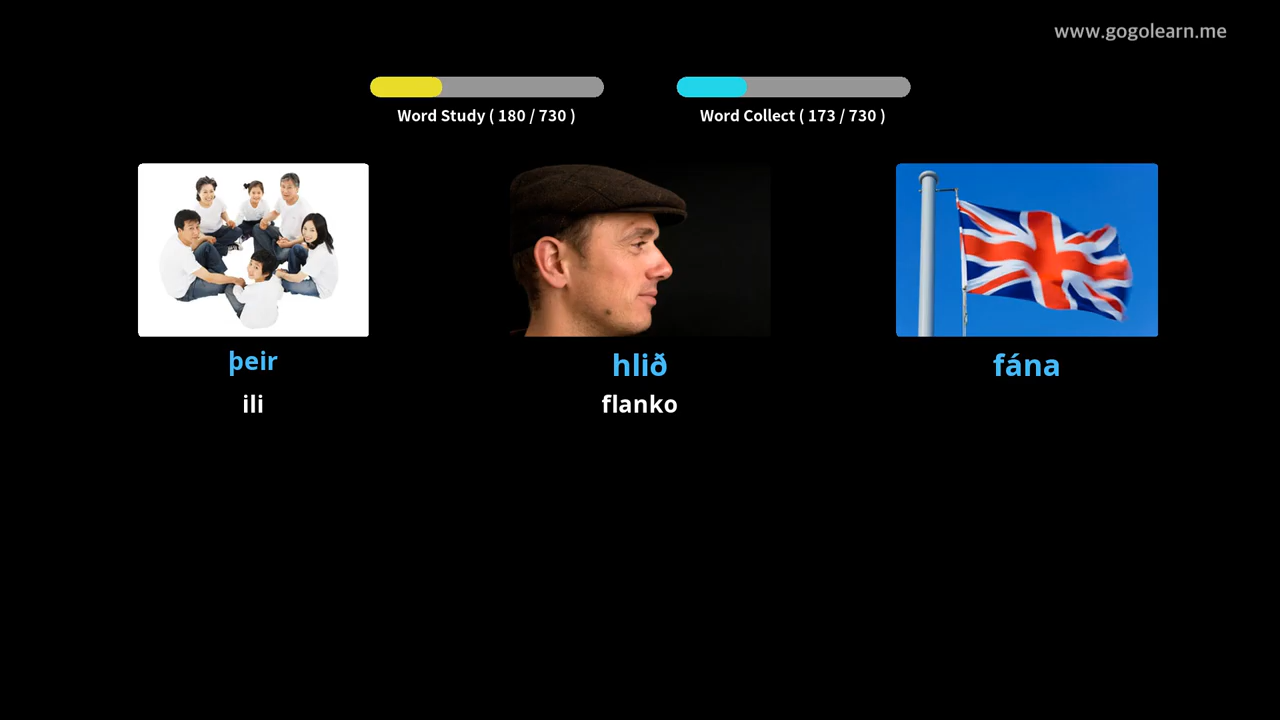 www.gogolearn.me
Word Study ( 180 / 730 )
Word Collect ( 173 / 730 )
þeir
hlið
fána
ili
flanko